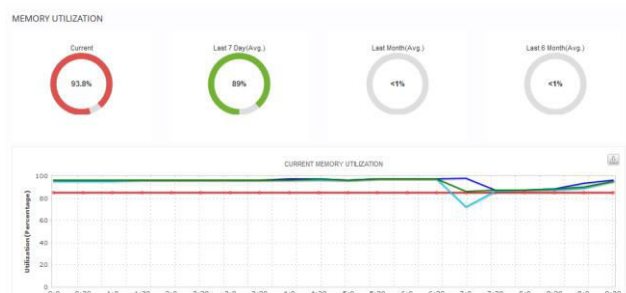 MEMORY UTILIZATION
Current
Last 7 Day(Avg.)
Last Month(Avg.)
Last 6 Month(Avg.)
93.8%
89%
<1%
<1%
CURRENT MEMORY UTILIZATION
Utilization(Percentage)
100
80
60
40
20
0